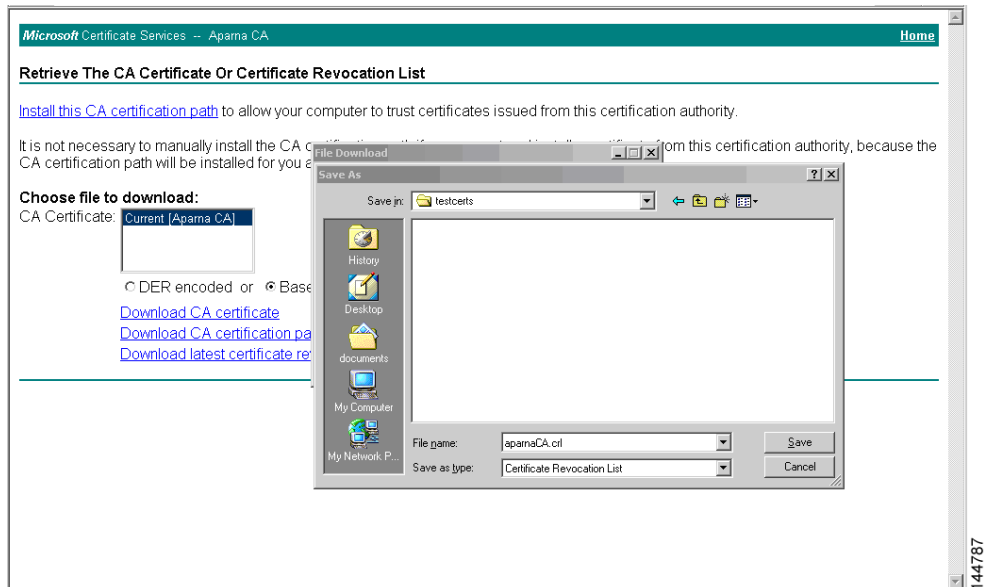 Microsoft Certificate Services -- Aparna CA Home
Retrieve The CA Certificate Or Certificate Revocation List
Install this CA certification path to allow your computer to trust certificates issued from this certification authority.
It is not necessary to manually install the CA from this certification authority, because the
CA certification path will be installed for you
Choose file to download:
CA Certificate: Current [Aparna CA]
DER encoded or Base
Download CA certificate
Download CA certification pa
Download latest certificate re
File Download
Save As
Save in: testcerts
History
Desktop
documents
My Computer
My Network P...
File name: aparnaCA.crl Save
Save as type: Certificate Revocation List Cancel
144787